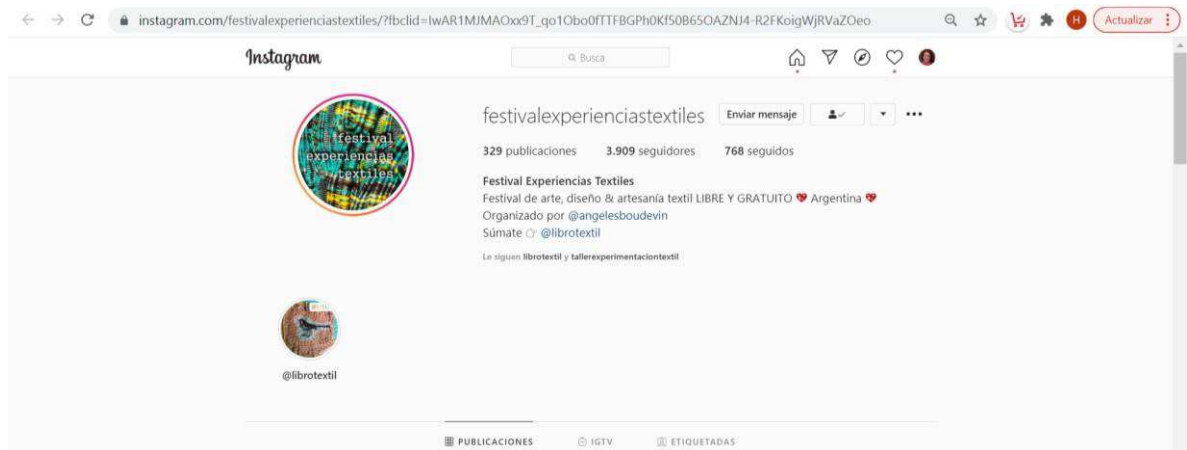 instagram.com/festivalexperienciastextiles/?fbclid=IwAR1MJMAOxx9T_qo1Obo0fTTFBGPh0Kf50B65OAZNJ4-R2FKoigWjRVaZOeo
H
Actualizar
Instagram
Busca
festival
experiencias
textiles
festivalexperienciastextiles
Enviar mensaje
329 publicaciones 3.909 seguidores 768 seguidos
Festival Experiencias Textiles
Festival de arte, diseño & artesanía textil LIBRE Y GRATUITO 💝 Argentina 💝
Organizado por @angelesboudevin
Súmate 👉🏻 @librotextil
Le siguen librotextil y tallerexperimentaciontextil
@librotextil
PUBLICACIONES IGTV ETIQUETADAS